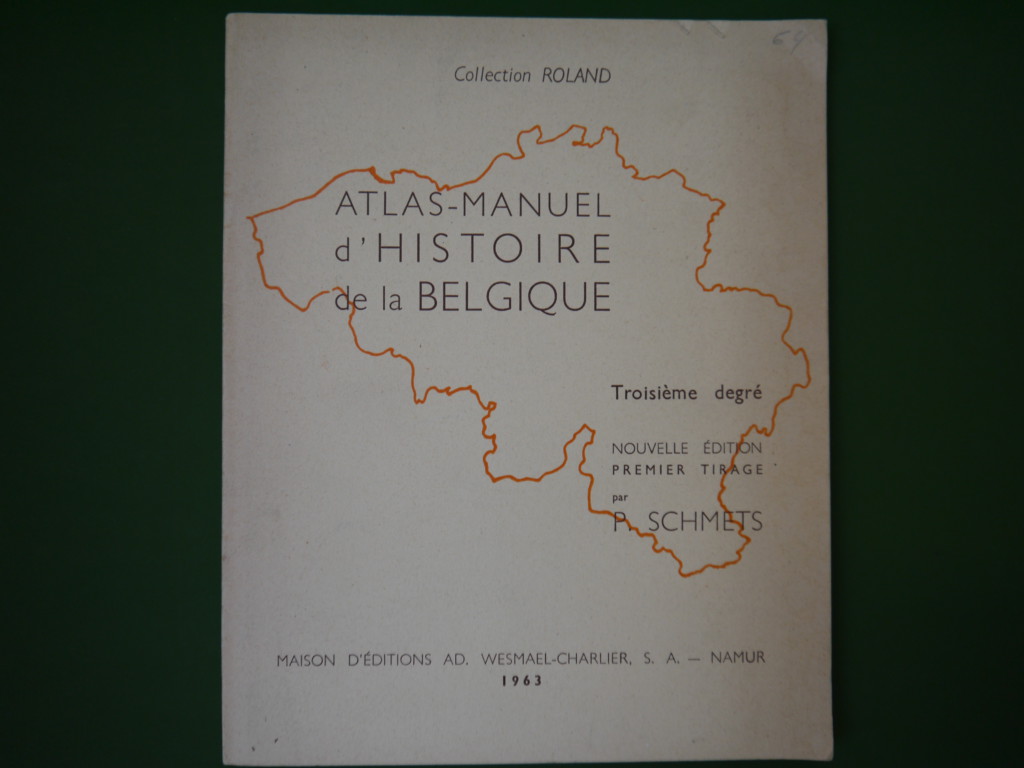 64
Collection ROLAND
ATLAS-MANUEL
d'HISTOIRE
de la BELGIQUE
Troisième degré
NOUVELLE ÉDITION
PREMIER TIRAGE
par
P. SCHMETS
MAISON D'ÉDITIONS AD. WESMAEL-CHARLIER, S. A. — NAMUR
1963